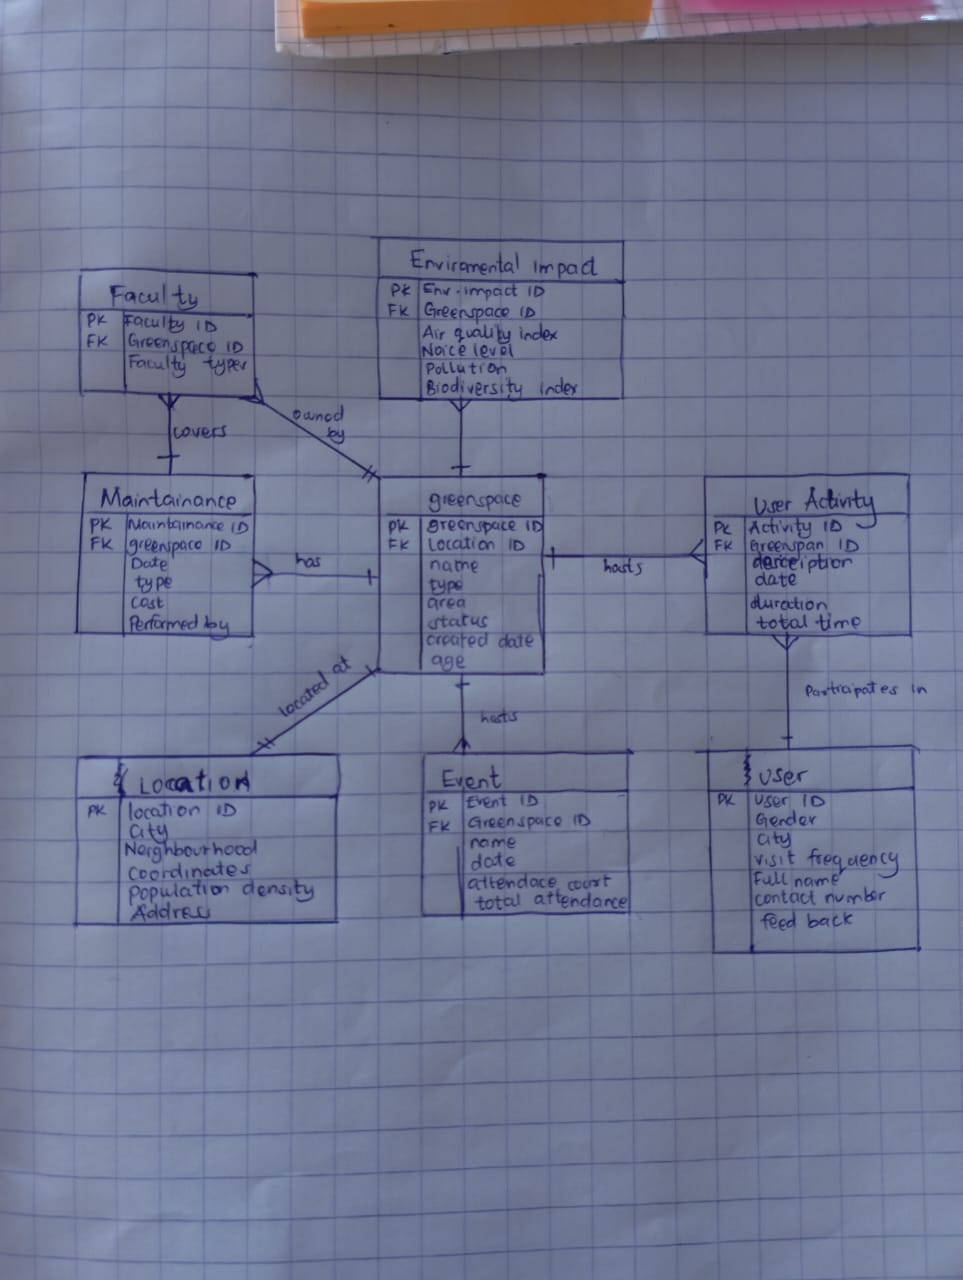 Enviromental Impact
PK Env.impact ID
FK Greenspace ID
Air quality index
Noice level
Pollution
Biodiversity index
Faculty
PK Faculty ID
FK Greenspace ID
Faculty types
covers
owned
by
Maintainance
PK Maintainance ID
FK greenspace ID
Date
type
cost
Performed by
has
greenspace
PK greenspace ID
FK Location ID
name
type
area
status
created date
age
hosts
User Activity
PK Activity ID
FK Greenspan ID
date
duration
total time
Participates in
located at
hosts
Location
PK location ID
City
Neighbourhood
coordinates
population density
Address
Event
PK Event ID
FK Greenspace ID
name
date
attendace count
total attendance
User
PK User ID
Gender
City
visit frequency
Full name
contact number
feed back